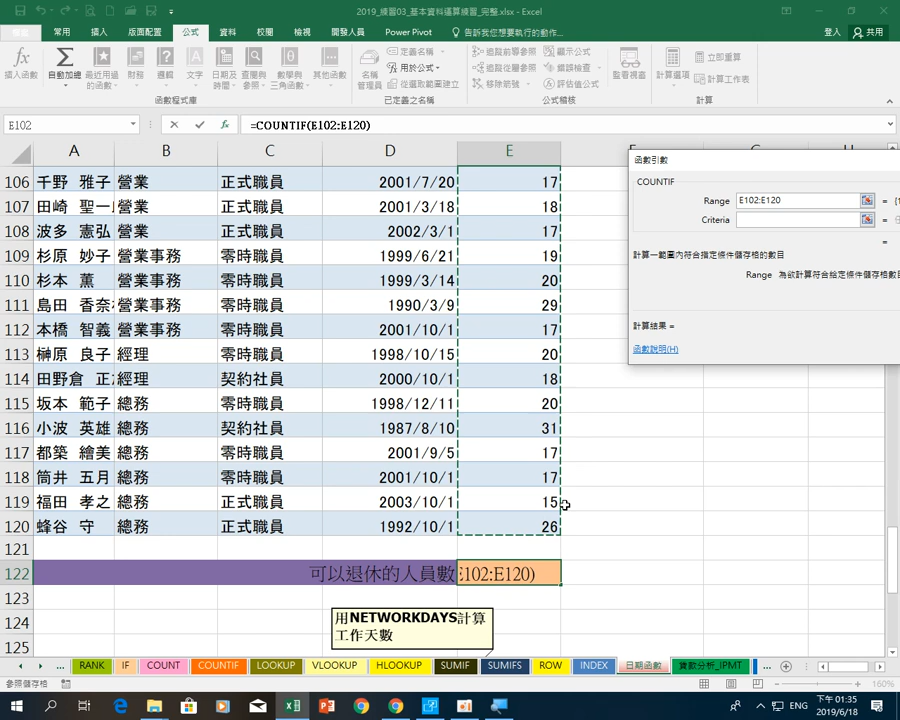 2019_練習03_基本資料運算練習_完整.xlsx - Excel
常用 插入 版面配置 公式 資料 校閱 檢視 開發人員 Power Pivot 告訴我您想要執行的動作... 登入 共用
插入函數 自動加總 最近用過的函數 財務 邏輯 文字 日期及時間 查閱與參照 數學與三角函數 其他函數 名稱管理員 定義名稱 用於公式 從選取範圍建立 追蹤前導參照 追蹤從屬參照 移除箭號 顯示公式 錯誤檢查 評估值公式 監看視窗 計算選項 立即重算 計算工作表
函數程式庫 已定義之名稱 公式稽核 計算
E102 fx =COUNTIF(E102:E120)
A B C D E
106 千野 雅子 營業 正式職員 2001/7/20 17
107 田崎 聖一 營業 正式職員 2001/3/18 18
108 波多 憲弘 營業 正式職員 2002/3/1 17
109 杉原 妙子 營業事務 零時職員 1999/6/21 19
110 杉本 薫 營業事務 零時職員 1999/3/14 20
111 島田 香奈 營業事務 零時職員 1990/3/9 29
112 本橋 智義 營業事務 零時職員 2001/10/1 17
113 榊原 良子 經理 零時職員 1998/10/15 20
114 田野倉 正 經理 契約社員 2000/10/1 18
115 坂本 範子 總務 零時職員 1998/12/11 20
116 小波 英雄 總務 契約社員 1987/8/10 31
117 都築 繪美 總務 零時職員 2001/9/5 17
118 筒井 五月 總務 零時職員 2001/10/1 17
119 福田 孝之 總務 正式職員 2003/10/1 15
120 蜂谷 守 總務 正式職員 1992/10/1 26
121
122 可以退休的人員數 E102:E120)
123
124
125
用NETWORKDAYS計算
工作天數
函數引數
COUNTIF
Range E102:E120 =
Criteria =
=
計算一範圍內符合指定條件儲存格的數目
Range 為欲計算符合給定條件儲存格數目
計算結果 =
函數說明(H)
... RANK IF COUNT COUNTIF LOOKUP VLOOKUP HLOOKUP SUMIF SUMIFS ROW INDEX 日期函數 貸款分析_IPMT ...
參照儲存格 160%
ENG 下午 01:35
2019/6/18